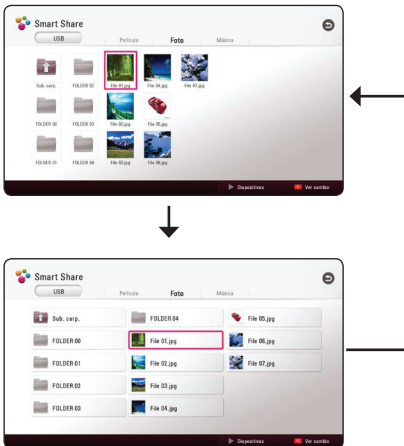 Smart Share
USB Película Foto Música
Sub. carp. FOLDER 02 File 01.jpg File 04.jpg File 07.jpg
FOLDER 00 FOLDER 03 File 02.jpg File 05.jpg
FOLDER 01 FOLDER 04 File 03.jpg File 06.jpg
Diapositivas Ver cambio
Smart Share
USB Película Foto Música
Sub. carp. FOLDER 04 File 05.jpg
FOLDER 00 File 01.jpg File 06.jpg
FOLDER 01 File 02.jpg File 07.jpg
FOLDER 02 File 03.jpg
FOLDER 03 File 04.jpg
Diapositivas Ver cambio